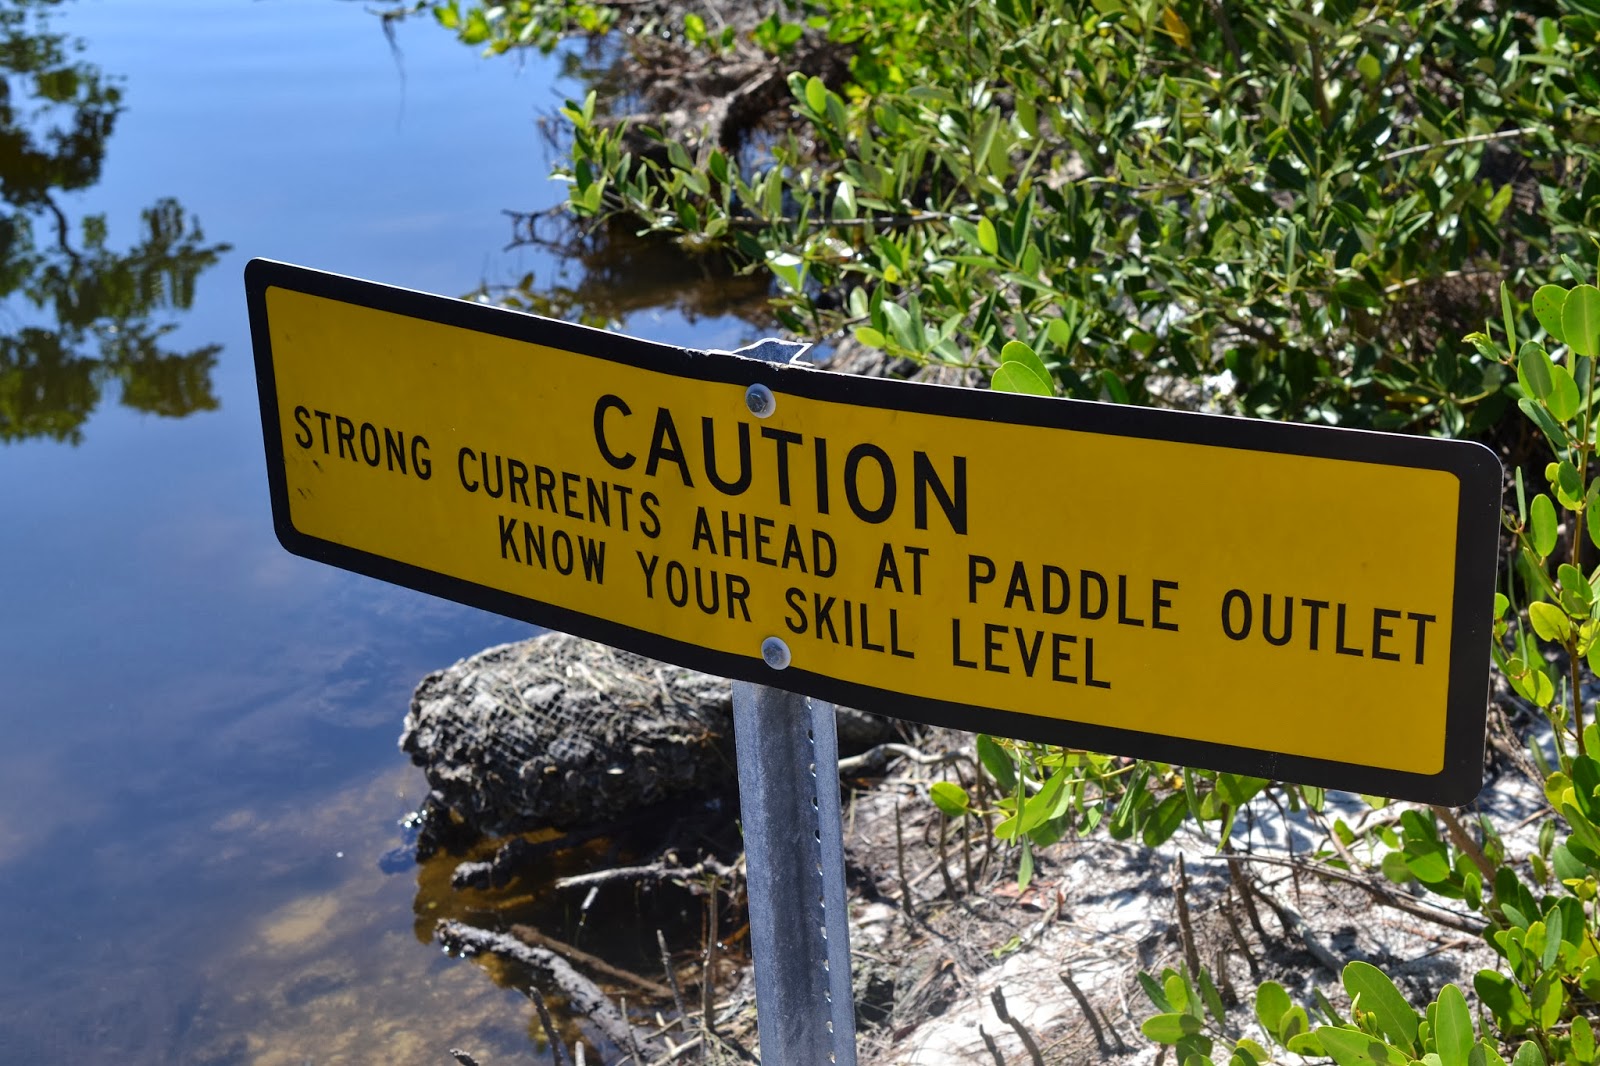 CAUTION
STRONG CURRENTS AHEAD AT PADDLE OUTLET
KNOW YOUR SKILL LEVEL